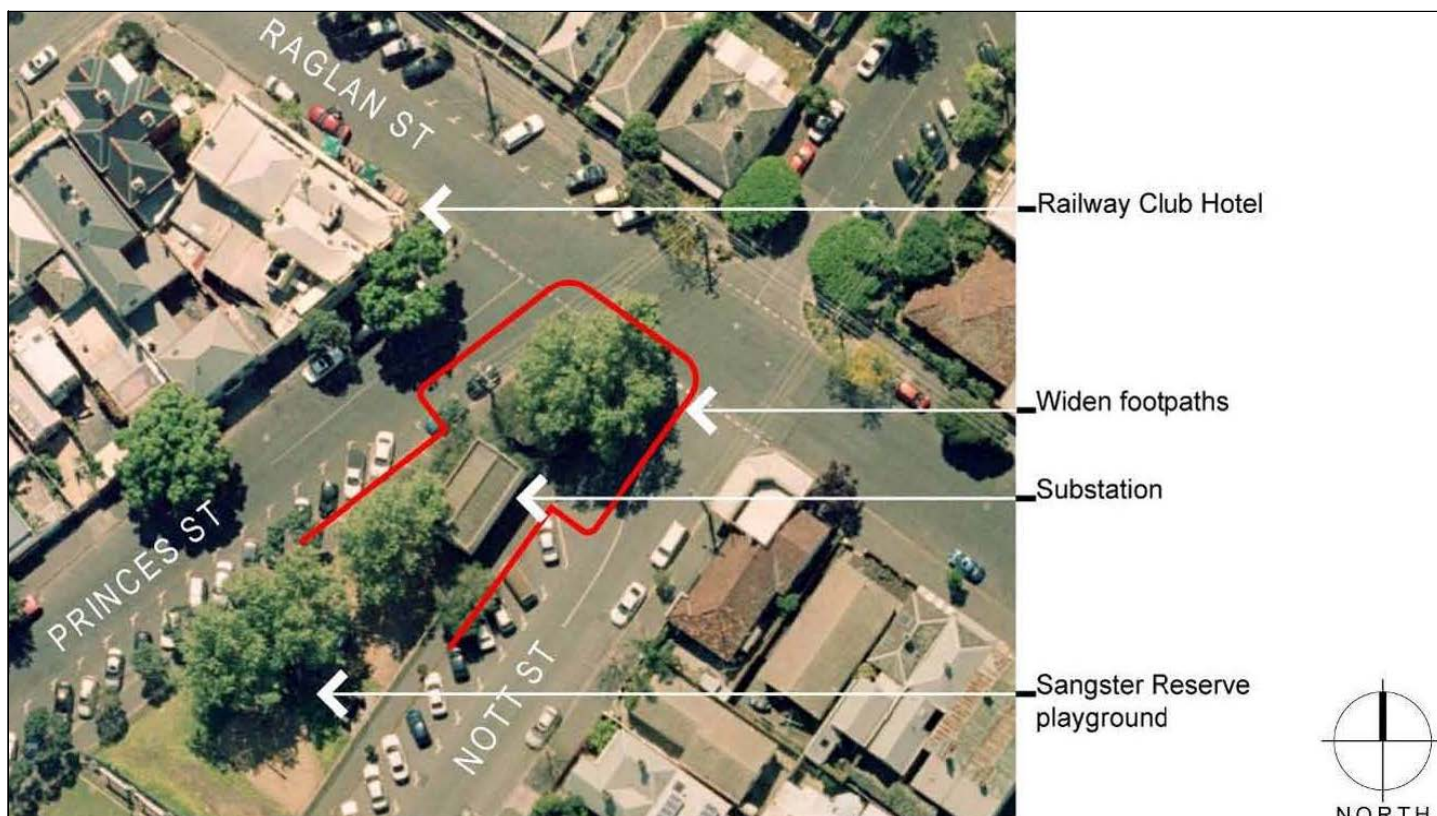 RAGLAN ST
Railway Club Hotel
Widen footpaths
Substation
PRINCES ST
NOTT ST
Sangster Reserve
playground
NORTH